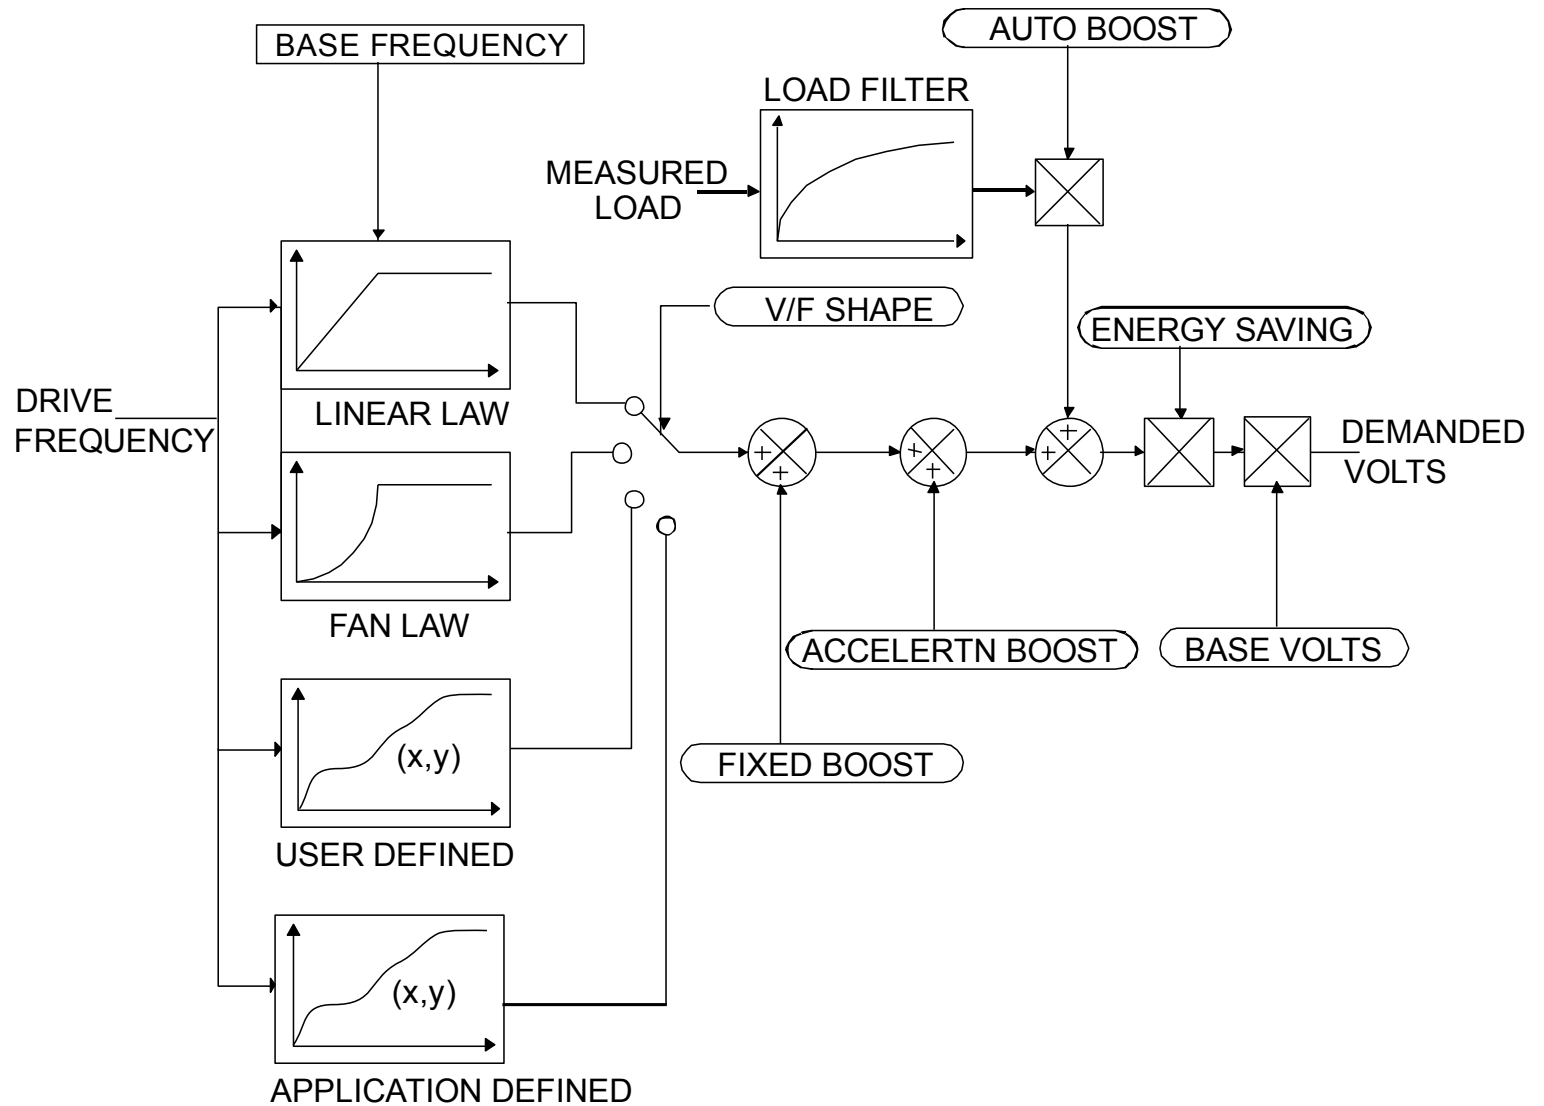 AUTO BOOST
BASE FREQUENCY
LOAD FILTER
MEASURED
LOAD
V/F SHAPE
ENERGY SAVING
DRIVE
FREQUENCY
LINEAR LAW
+
+
+
+
+
+
DEMANDED
VOLTS
FAN LAW
ACCELERTN BOOST
BASE VOLTS
(x,y)
FIXED BOOST
USER DEFINED
(x,y)
APPLICATION DEFINED